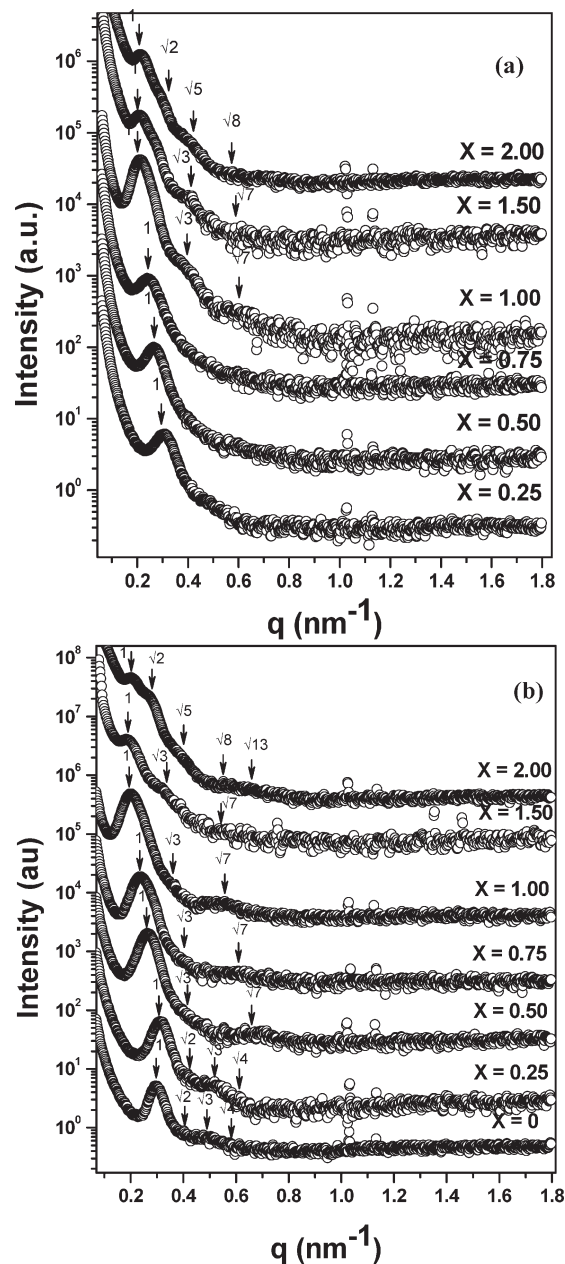 (a)
1 √2 √5 √8
X = 2.00
1 √3 √7
X = 1.50
1 √3 √7
X = 1.00
1
X = 0.75
1
X = 0.50
1
X = 0.25
10⁶
10⁵
10⁴
10³
10²
10¹
10⁰
Intensity (a.u.)
0.2 0.4 0.6 0.8 1.0 1.2 1.4 1.6 1.8
q (nm⁻¹)
(b)
1 √2 √5 √8 √13
X = 2.00
1 √3 √7
X = 1.50
1 √3 √7
X = 1.00
1 √3 √7
X = 0.75
1 √3 √7
X = 0.50
1 √2 √3 √4
X = 0.25
1 √2 √3 √4
X = 0
10⁸
10⁷
10⁶
10⁵
10⁴
10³
10²
10¹
10⁰
Intensity (au)
0.2 0.4 0.6 0.8 1.0 1.2 1.4 1.6 1.8
q (nm⁻¹)